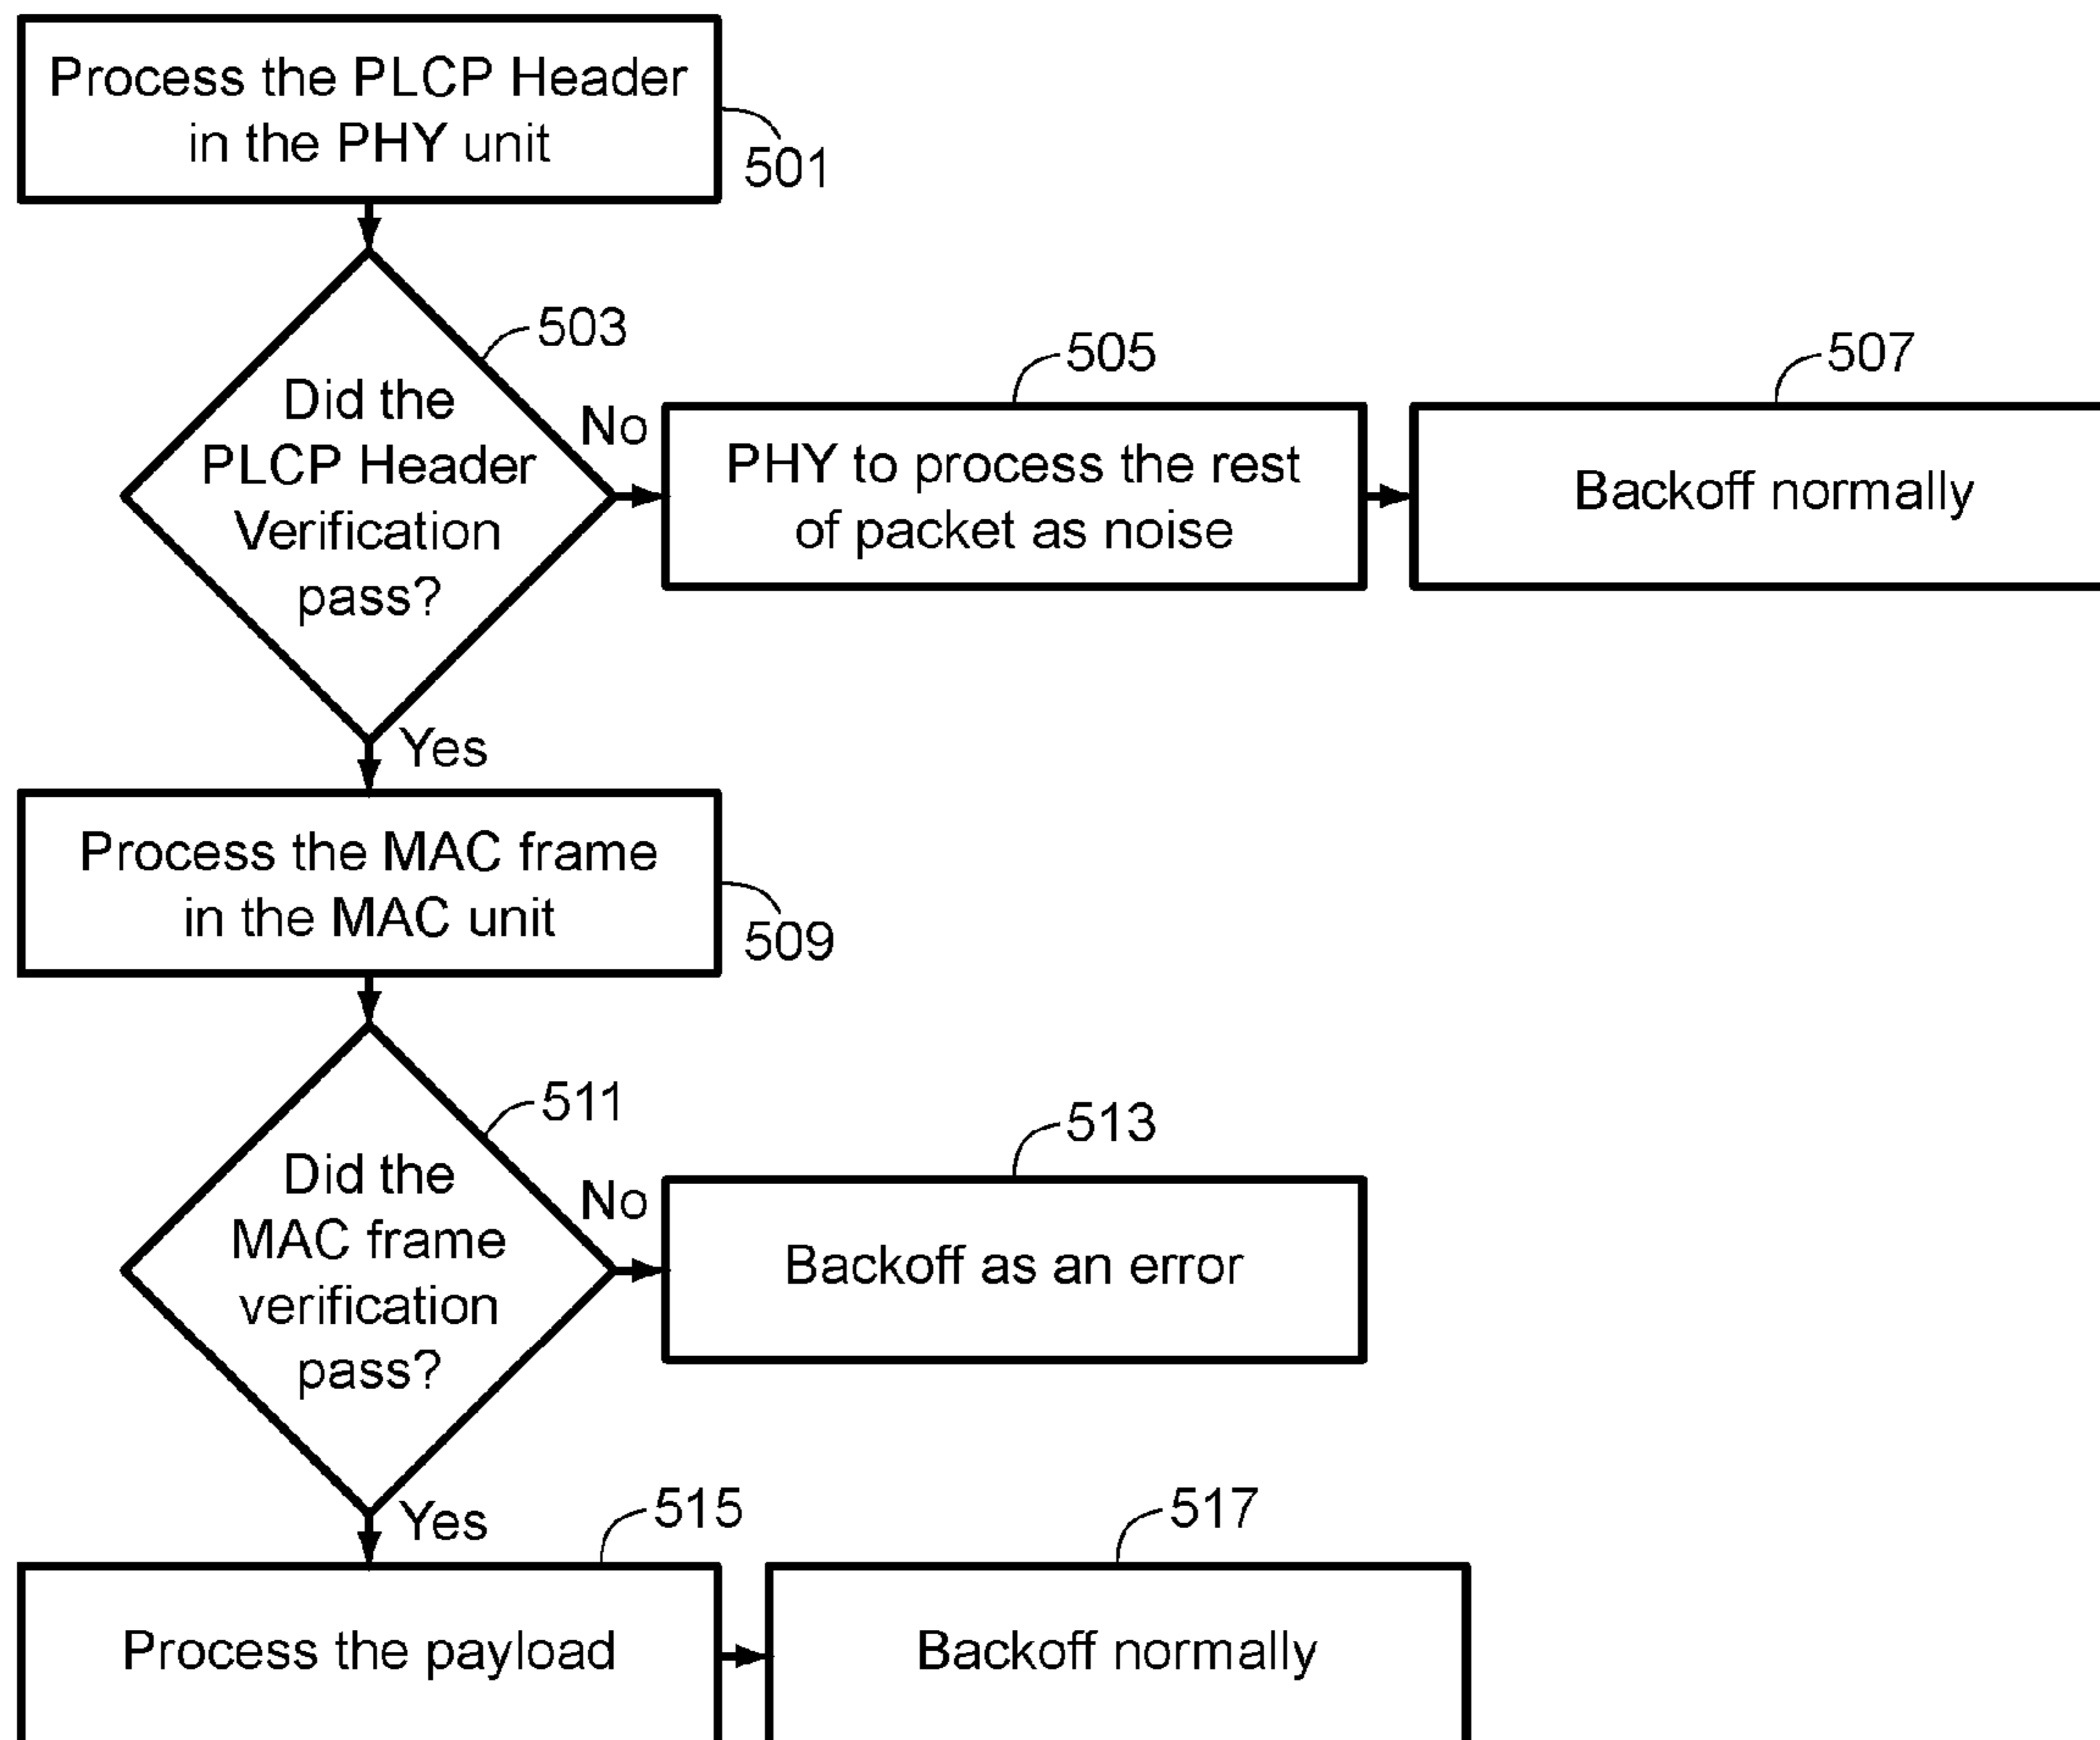 Process the PLCP Header
in the PHY unit
501
503
Did the
PLCP Header
Verification
pass?
No
505
PHY to process the rest
of packet as noise
507
Backoff normally
Yes
Process the MAC frame
in the MAC unit
509
511
Did the
MAC frame
verification
pass?
No
513
Backoff as an error
Yes
515
Process the payload
517
Backoff normally